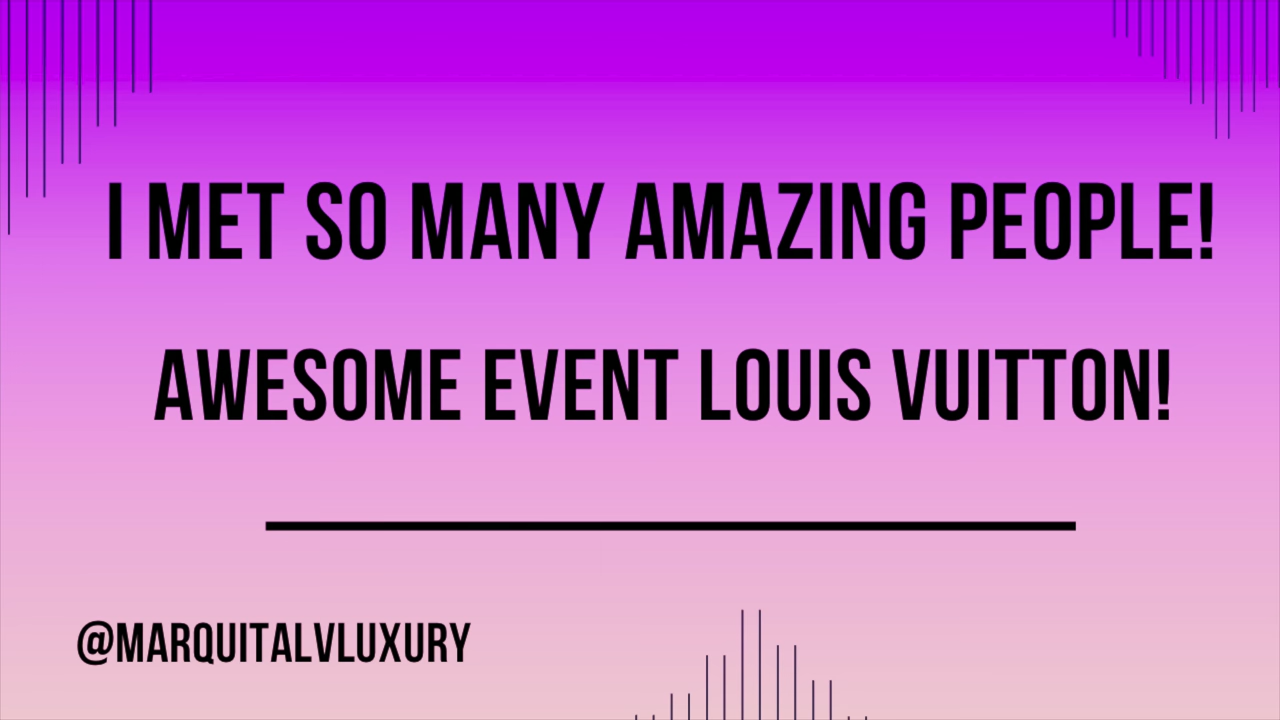 I MET SO MANY AMAZING PEOPLE!
AWESOME EVENT LOUIS VUITTON!
@MARQUITALVLUXURY